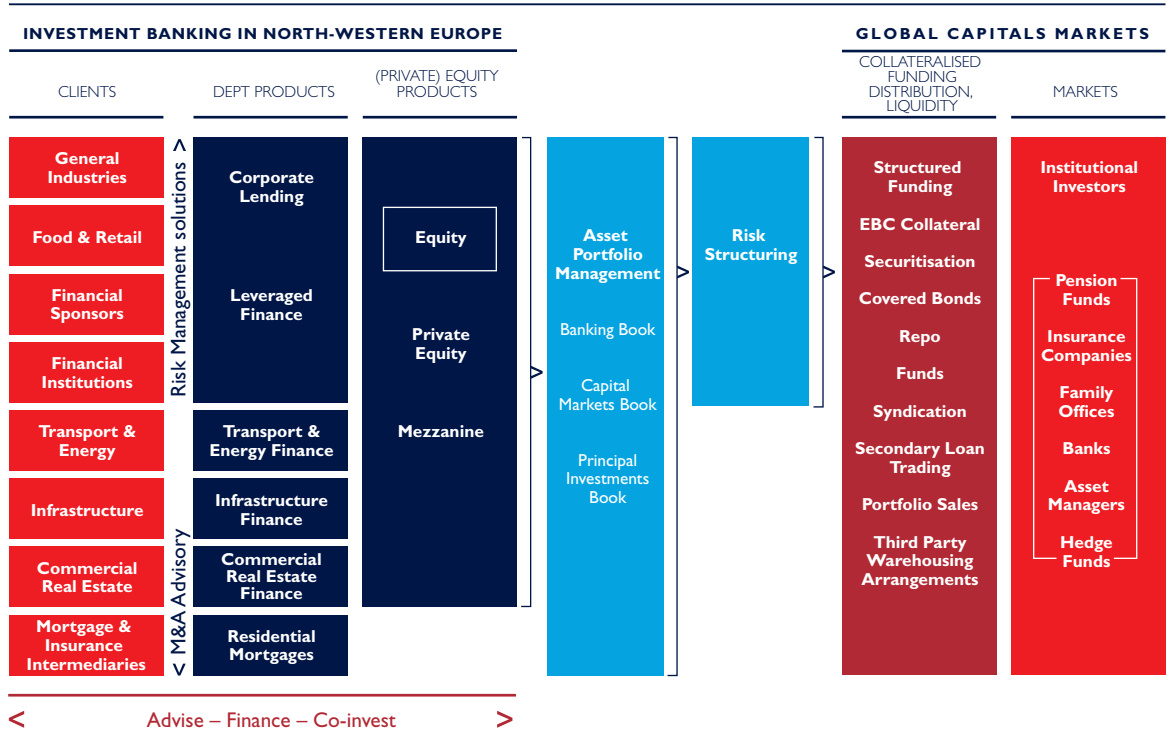 INVESTMENT BANKING IN NORTH-WESTERN EUROPE
GLOBAL CAPITALS MARKETS
CLIENTS
DEPT PRODUCTS
(PRIVATE) EQUITY
PRODUCTS
COLLATERALISED
FUNDING
DISTRIBUTION,
LIQUIDITY
MARKETS
General
Industries
Food & Retail
Financial
Sponsors
Financial
Institutions
Transport &
Energy
Infrastructure
Commercial
Real Estate
Mortgage &
Insurance
Intermediaries
Risk Management solutions >
< M&A Advisory
Corporate
Lending
Leveraged
Finance
Transport &
Energy Finance
Infrastructure
Finance
Commercial
Real Estate
Finance
Residential
Mortgages
Equity
Private
Equity
Mezzanine
>
Asset
Portfolio
Management
Banking Book
Capital
Markets Book
Principal
Investments
Book
>
Risk
Structuring
>
Structured
Funding
EBC Collateral
Securitisation
Covered Bonds
Repo
Funds
Syndication
Secondary Loan
Trading
Portfolio Sales
Third Party
Warehousing
Arrangements
Institutional
Investors
Pension
Funds
Insurance
Companies
Family
Offices
Banks
Asset
Managers
Hedge
Funds
< Advise – Finance – Co-invest >